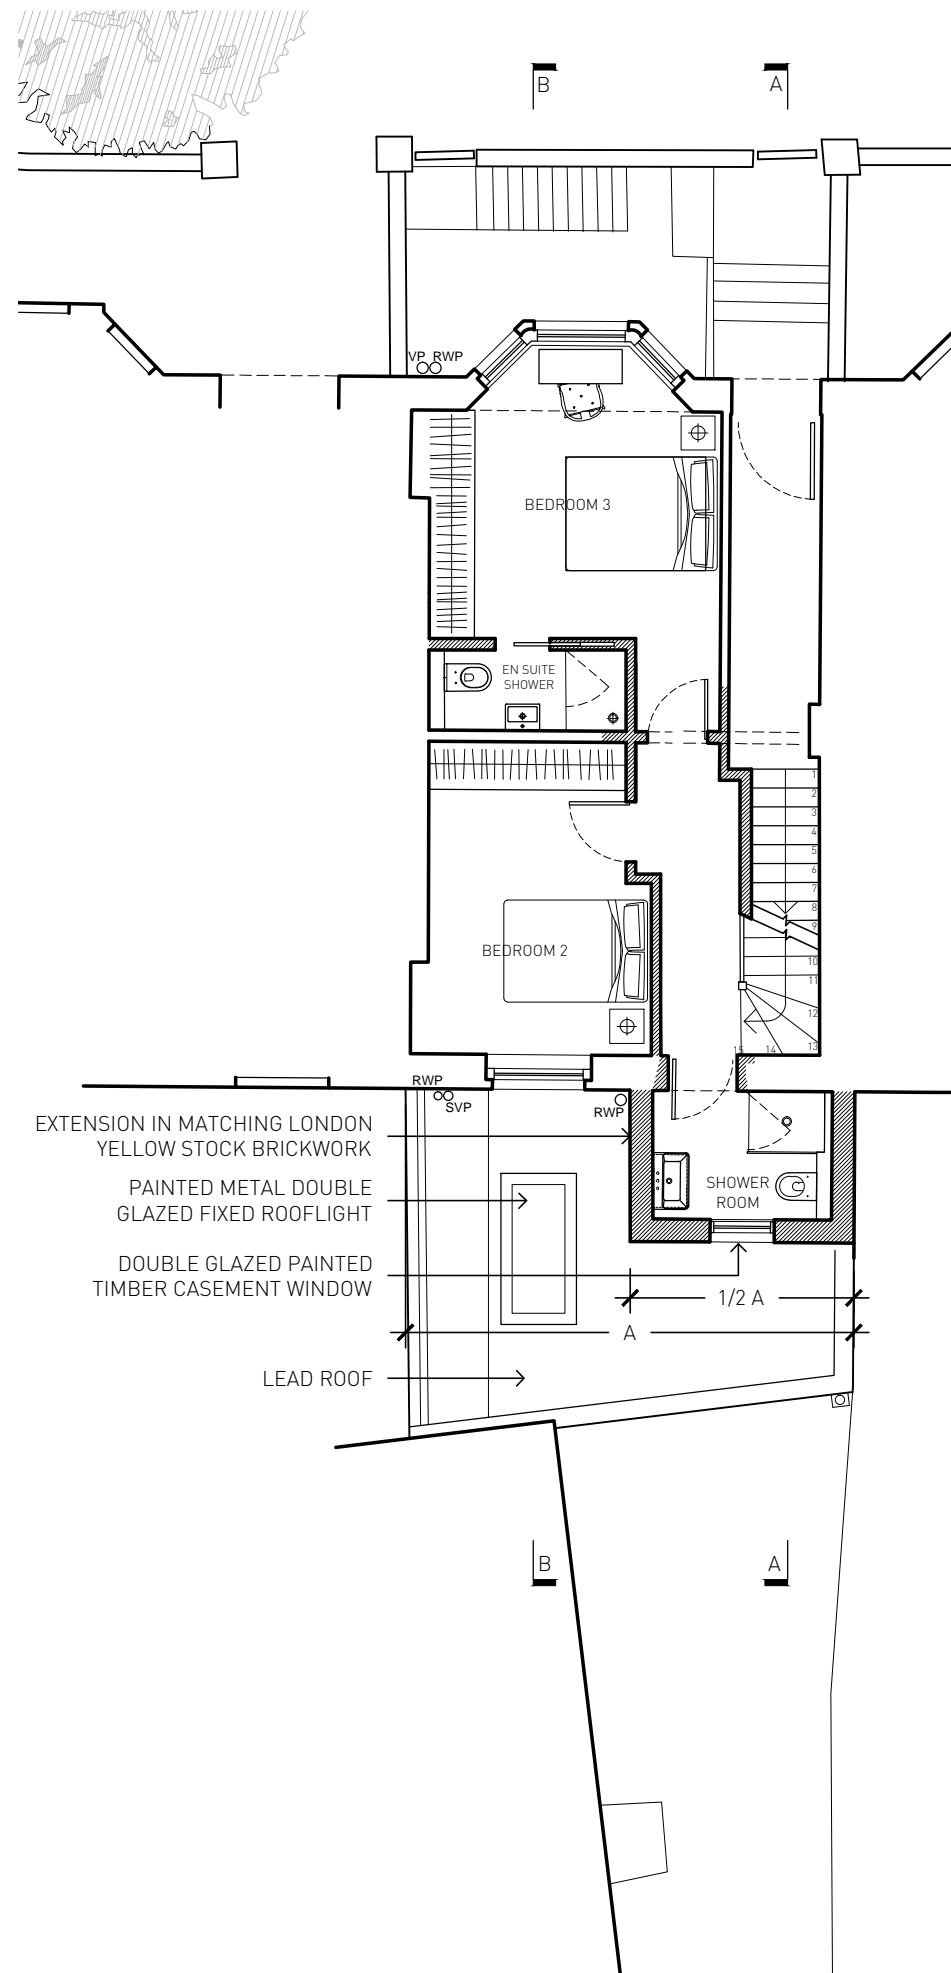 B
A
VP RWP
BEDROOM 3
EN SUITE
SHOWER
1
2
3
4
5
6
7
8
9
10
11
12
13
14
15
BEDROOM 2
RWP
SVP
RWP
EXTENSION IN MATCHING LONDON
YELLOW STOCK BRICKWORK
PAINTED METAL DOUBLE
GLAZED FIXED ROOFLIGHT
DOUBLE GLAZED PAINTED
TIMBER CASEMENT WINDOW
SHOWER
ROOM
1/2 A
A
LEAD ROOF
B
A